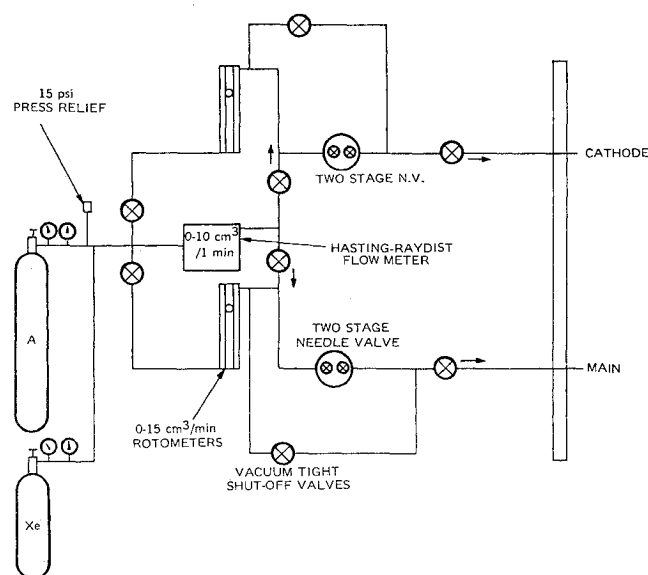 15 psi
PRESS RELIEF
CATHODE
TWO STAGE N.V.
0-10 cm3
/1 min
HASTING-RAYDIST
FLOW METER
A
TWO STAGE
NEEDLE VALVE
MAIN
0-15 cm3/min
ROTOMETERS
VACUUM TIGHT
SHUT-OFF VALVES
Xe